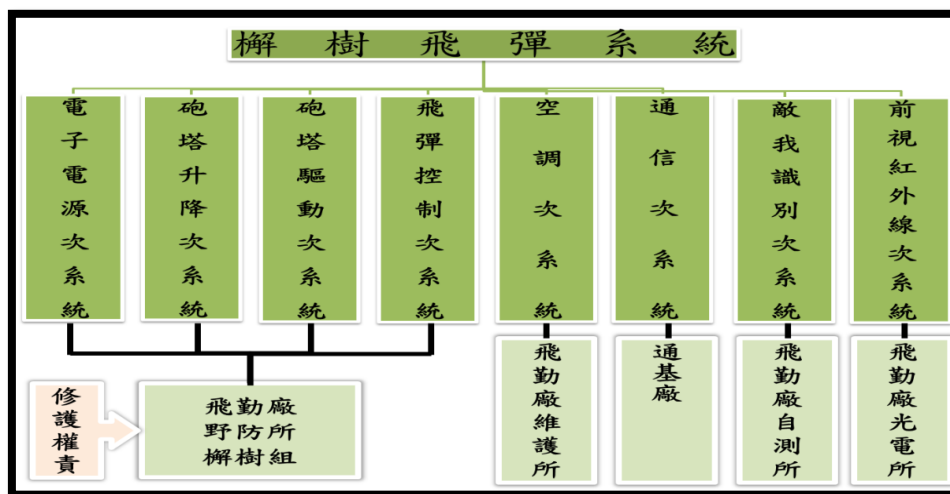 檞樹飛彈系統
電子電源次系統
砲塔升降次系統
砲塔驅動次系統
飛彈控制次系統
空調次系統
通信次系統
敵我識別次系統
前視紅外線次系統
修護權責
飛勤廠
野防所
檞樹組
飛勤廠維護所
通基廠
飛勤廠自測所
飛勤廠光電所